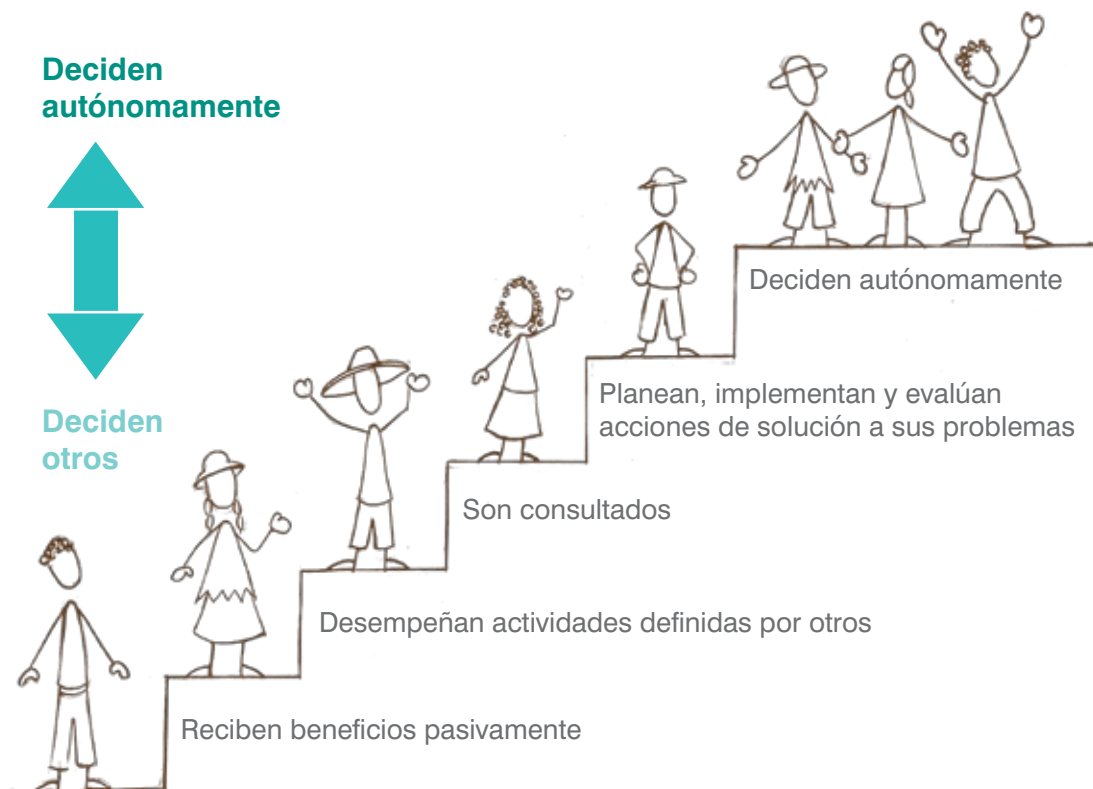 Deciden
autónomamente
Deciden
otros
Deciden autónomamente
Planean, implementan y evalúan
acciones de solución a sus problemas
Son consultados
Desempeñan actividades definidas por otros
Reciben beneficios pasivamente